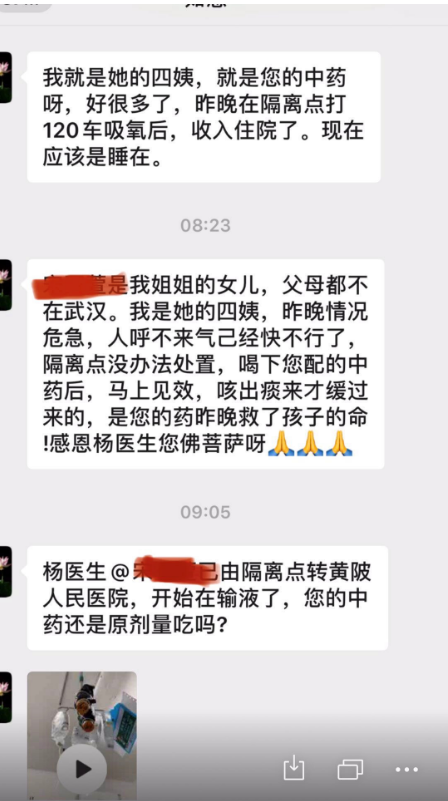 我就是她的四姨，就是您的中药
呀，好很多了，昨晚在隔离点打
120车吸氧后，收入住院了。现在
应该是睡在。
08:23
是我姐姐的女儿，父母都不
在武汉。我是她的四姨，昨晚情况
危急，人呼不来气己经快不行了，
隔离点没办法处置，喝下您配的中
药后，马上见效，咳出痰来才缓过
来的，是您的药昨晚救了孩子的命
!感恩杨医生您佛菩萨呀🙏🙏🙏
09:05
杨医生@已由隔离点转黄陂
人民医院，开始在输液了，您的中
药还是原剂量吃吗?